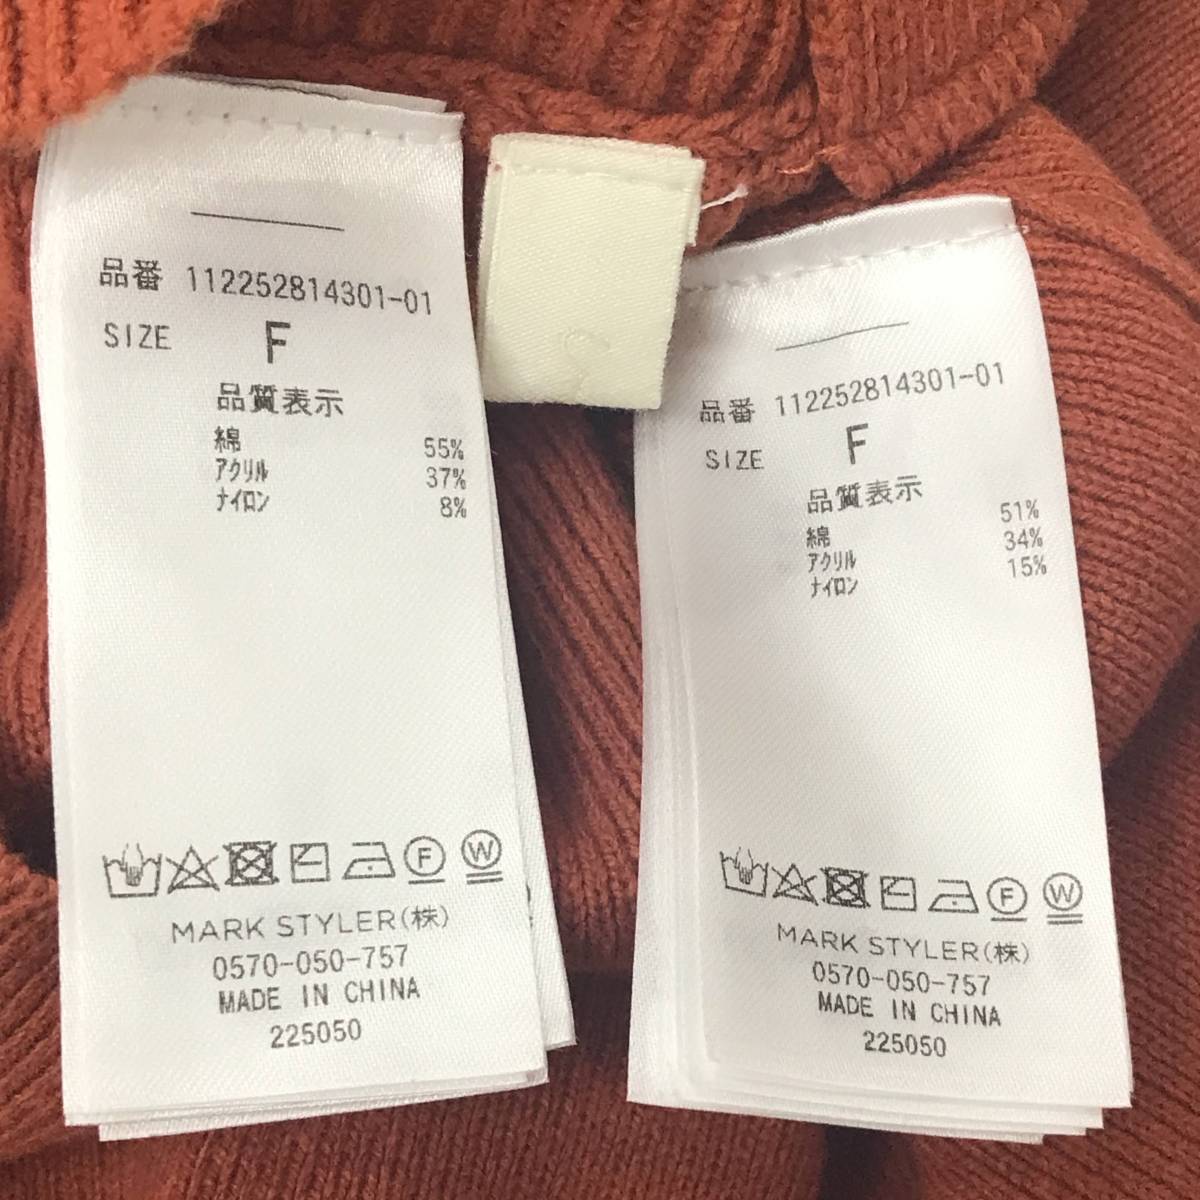 品番 112252814301-01
SIZE F
品質表示
綿 55%
アクリル 37%
ナイロン 8%
F W
MARK STYLER(株)
0570-050-757
MADE IN CHINA
225050
品番 112252814301-01
SIZE F
品質表示
綿 51%
アクリル 34%
ナイロン 15%
F W
MARK STYLER(株)
0570-050-757
MADE IN CHINA
225050